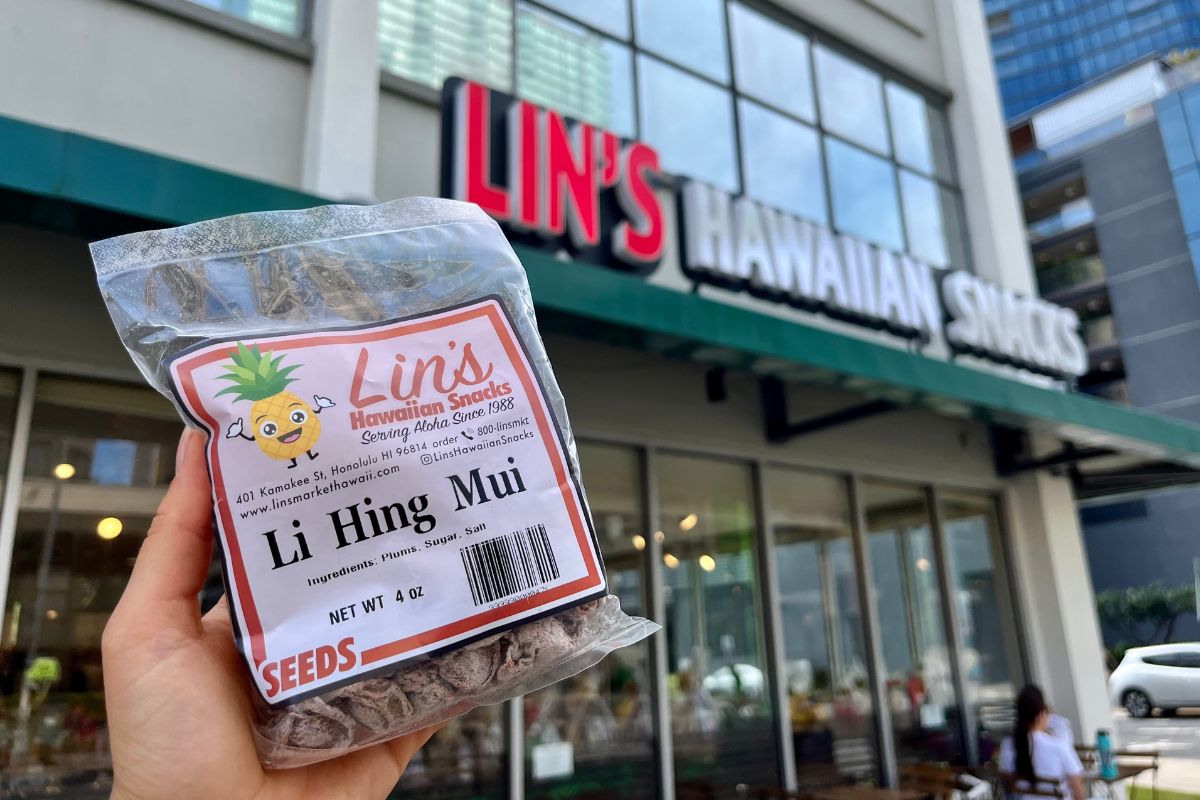 LIN'S HAWAIIAN SNACKS
Lin's
Hawaiian Snacks
Serving Aloha Since 1988
401 Kamakee St, Honolulu HI 96814 order 800-linsmkt
www.linsmarkethawaii.com LinsHawaiianSnacks
Li Hing Mui
Ingredients: Plums, Sugar, Salt
NET WT 4 OZ
SEEDS